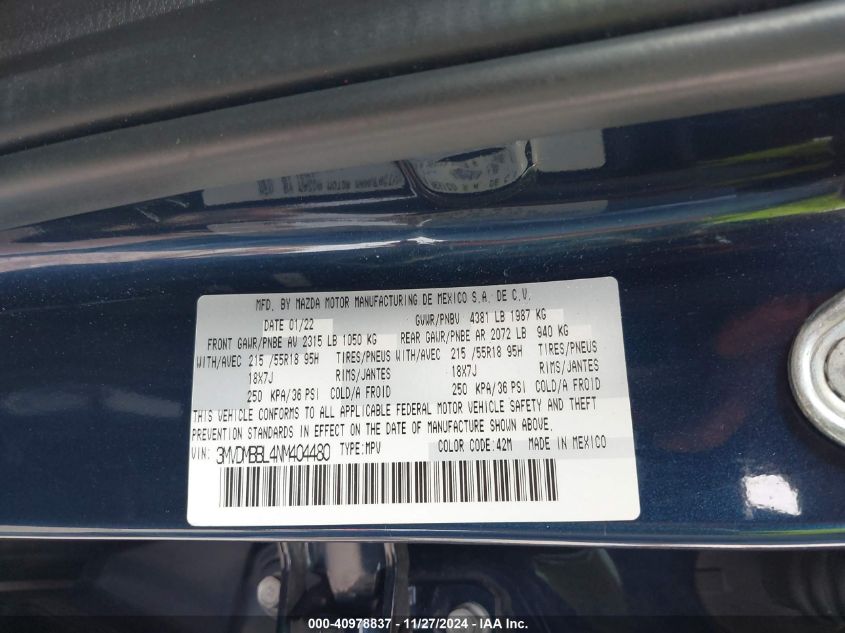 MFD. BY MAZDA MOTOR MANUFACTURING DE MEXICO S.A. DE C.V.
DATE 01/22 GVWR/PNBV 4381 LB 1987 KG
FRONT GAWR/PNBE AV 2315 LB 1050 KG REAR GAWR/PNBE AR 2072 LB 940 KG
WITH/AVEC 215 /55R18 95H TIRES/PNEUS WITH/AVEC 215 /55R18 95H TIRES/PNEUS
18X7J RIMS/JANTES 18X7J RIMS/JANTES
250 KPA/36 PSI COLD/A FROID 250 KPA/36 PSI COLD/A FROID
THIS VEHICLE CONFORMS TO ALL APPLICABLE FEDERAL MOTOR VEHICLE SAFETY AND THEFT
PREVENTION STANDARDS IN EFFECT ON THE DATE OF MANUFACTURE SHOWN ABOVE.
VIN: 3MVDMBBL4NM404480 TYPE:MPV COLOR CODE:42M MADE IN MEXICO
000-40978837 - 11/27/2024 - IAA Inc.